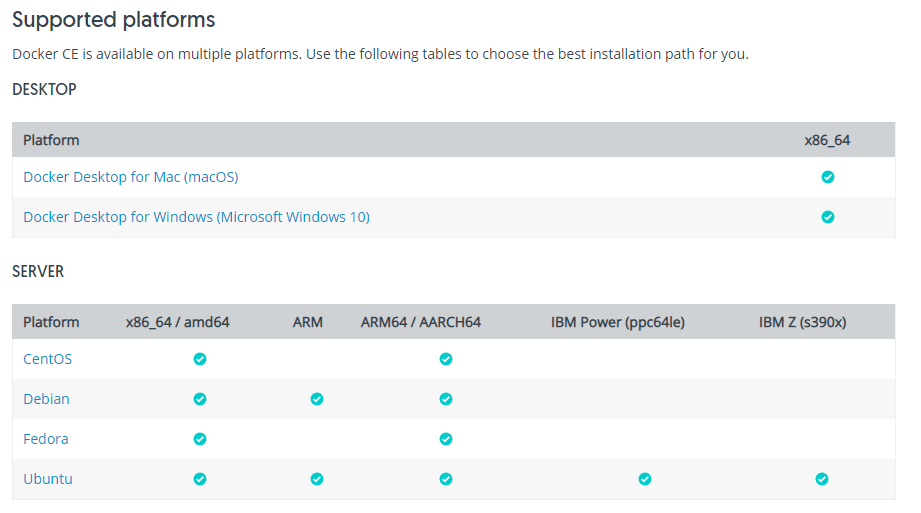 Supported platforms
Docker CE is available on multiple platforms. Use the following tables to choose the best installation path for you.
DESKTOP
Platform x86_64
Docker Desktop for Mac (macOS)
Docker Desktop for Windows (Microsoft Windows 10)
SERVER
Platform x86_64 / amd64 ARM ARM64 / AARCH64 IBM Power (ppc64le) IBM Z (s390x)
CentOS
Debian
Fedora
Ubuntu